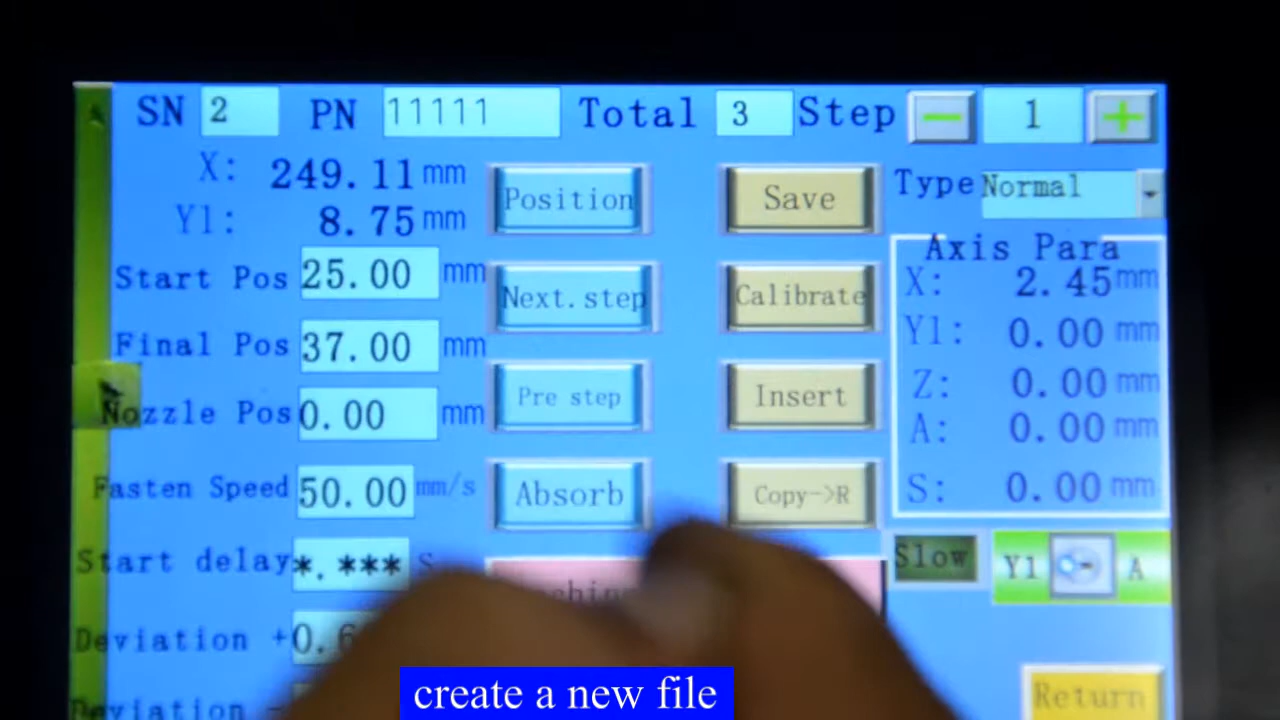 SN 2 PN 11111 Total 3 Step − 1 +
X: 249.11 mm
Y1: 8.75 mm
Start Pos 25.00 mm
Final Pos 37.00 mm
Nozzle Pos 0.00 mm
Fasten Speed 50.00 mm/s
Start delay *.*** S
Deviation +0.6
Deviation
Position
Next.step
Pre step
Absorb
Save
Calibrate
Insert
Copy->R
Type Normal
Axis Para
X: 2.45 mm
Y1: 0.00 mm
Z: 0.00 mm
A: 0.00 mm
S: 0.00 mm
Slow Y1 A
Return
create a new file